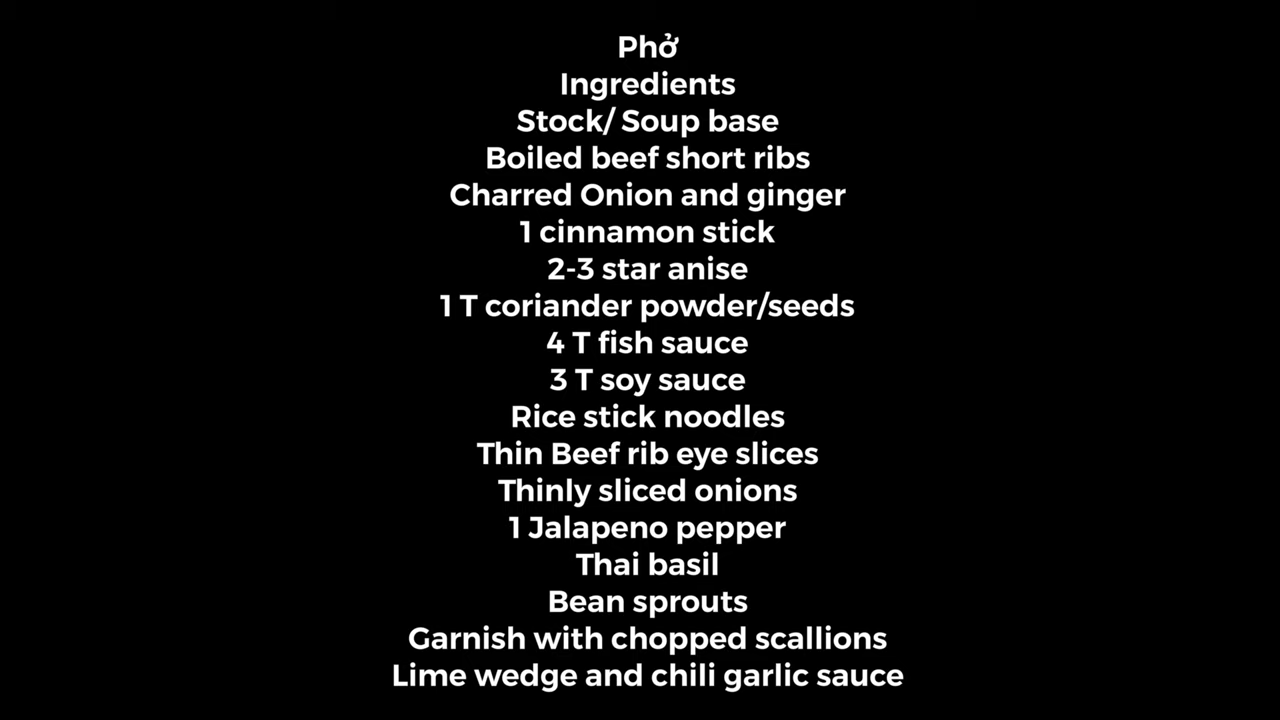 Phở
Ingredients
Stock/ Soup base
Boiled beef short ribs
Charred Onion and ginger
1 cinnamon stick
2-3 star anise
1 T coriander powder/seeds
4 T fish sauce
3 T soy sauce
Rice stick noodles
Thin Beef rib eye slices
Thinly sliced onions
1 Jalapeno pepper
Thai basil
Bean sprouts
Garnish with chopped scallions
Lime wedge and chili garlic sauce